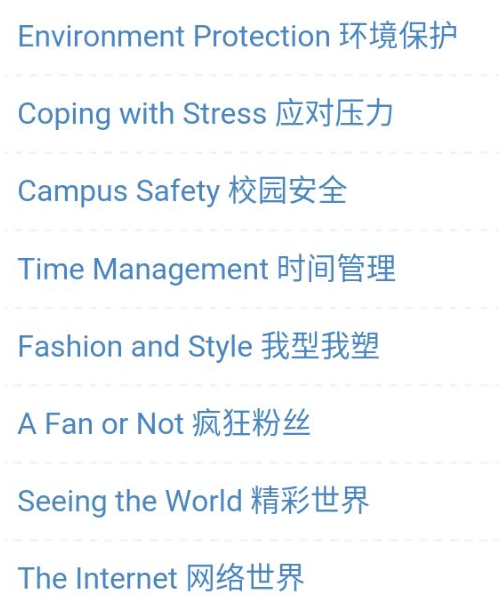 Environment Protection 环境保护
Coping with Stress 应对压力
Campus Safety 校园安全
Time Management 时间管理
Fashion and Style 我型我塑
A Fan or Not 疯狂粉丝
Seeing the World 精彩世界
The Internet 网络世界